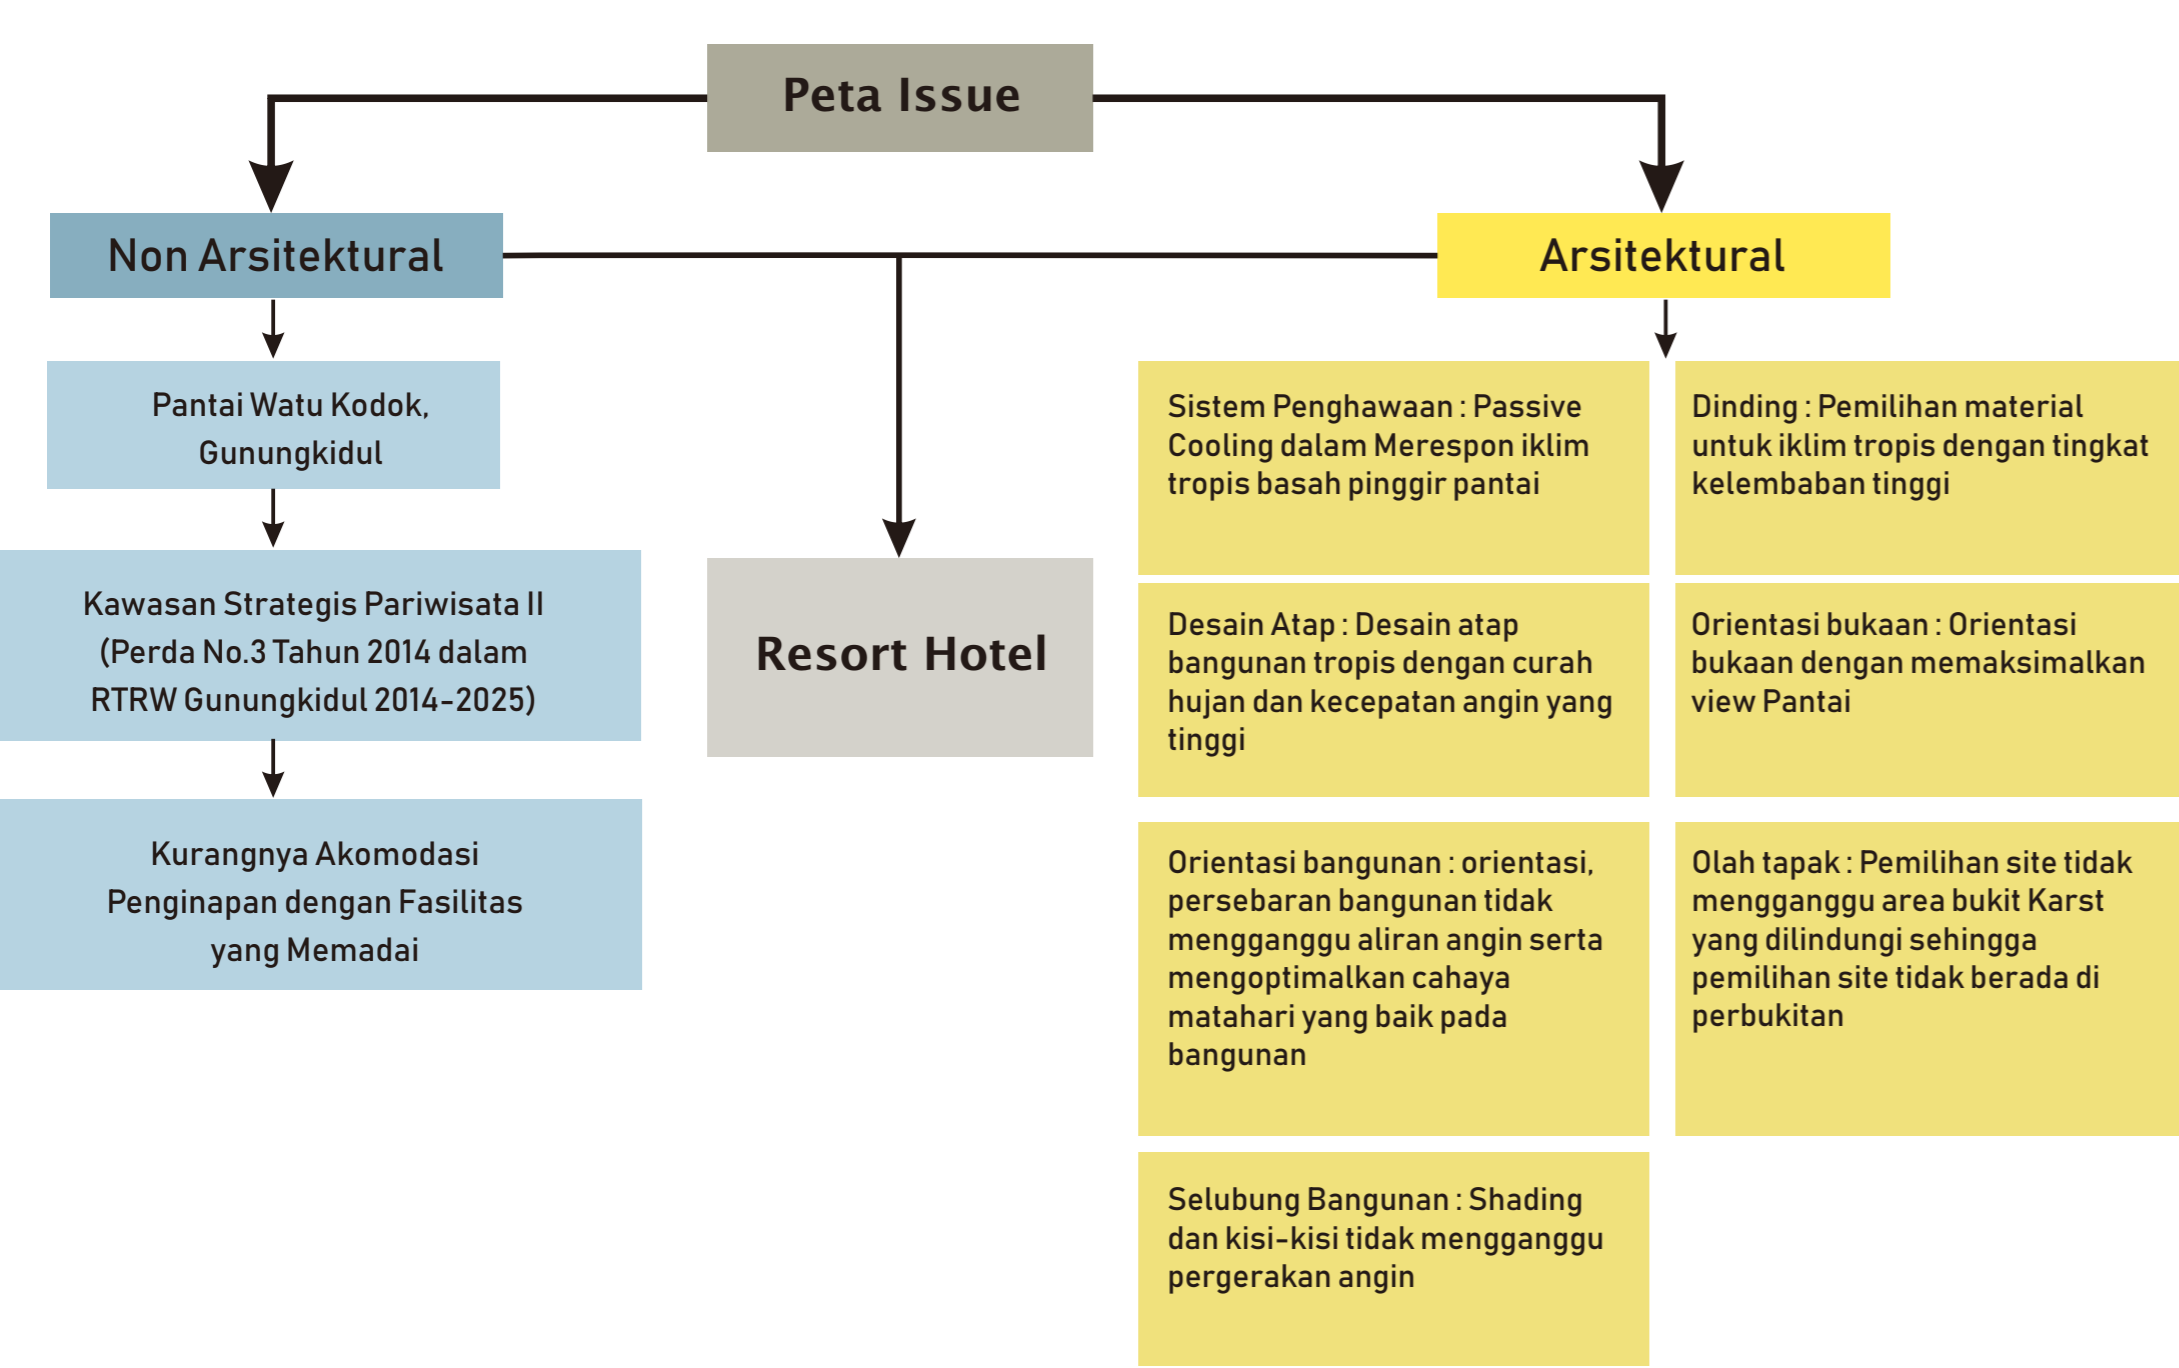 Peta Issue
Non Arsitektural
Arsitektural
Pantai Watu Kodok,
Gunungkidul
Kawasan Strategis Pariwisata II
(Perda No.3 Tahun 2014 dalam
RTRW Gunungkidul 2014-2025)
Kurangnya Akomodasi
Penginapan dengan Fasilitas
yang Memadai
Resort Hotel
Sistem Penghawaan : Passive
Cooling dalam Merespon iklim
tropis basah pinggir pantai
Dinding : Pemilihan material
untuk iklim tropis dengan tingkat
kelembaban tinggi
Desain Atap : Desain atap
bangunan tropis dengan curah
hujan dan kecepatan angin yang
tinggi
Orientasi bukaan : Orientasi
bukaan dengan memaksimalkan
view Pantai
Orientasi bangunan : orientasi,
persebaran bangunan tidak
mengganggu aliran angin serta
mengoptimalkan cahaya
matahari yang baik pada
bangunan
Olah tapak : Pemilihan site tidak
mengganggu area bukit Karst
yang dilindungi sehingga
pemilihan site tidak berada di
perbukitan
Selubung Bangunan : Shading
dan kisi-kisi tidak mengganggu
pergerakan angin